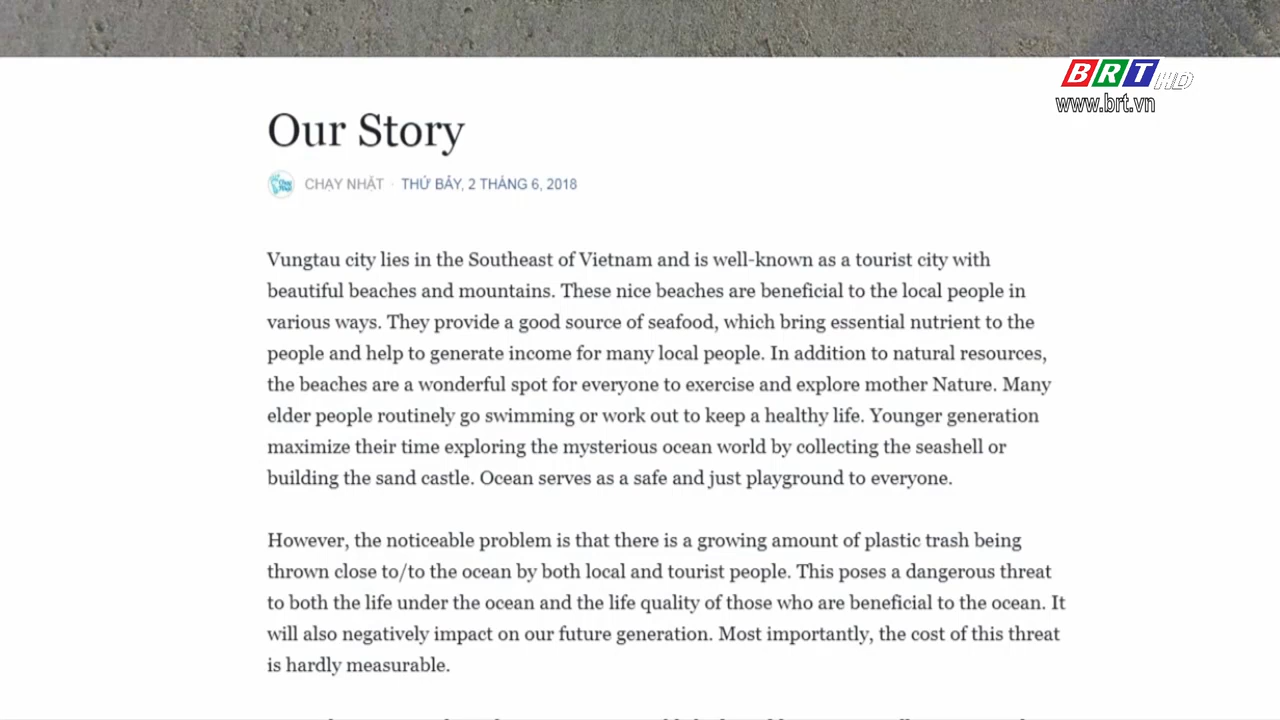 BRTHD
www.brt.vn
Our Story
CHẠY NHẶT · THỨ BẢY, 2 THÁNG 6, 2018
Vungtau city lies in the Southeast of Vietnam and is well-known as a tourist city with
beautiful beaches and mountains. These nice beaches are beneficial to the local people in
various ways. They provide a good source of seafood, which bring essential nutrient to the
people and help to generate income for many local people. In addition to natural resources,
the beaches are a wonderful spot for everyone to exercise and explore mother Nature. Many
elder people routinely go swimming or work out to keep a healthy life. Younger generation
maximize their time exploring the mysterious ocean world by collecting the seashell or
building the sand castle. Ocean serves as a safe and just playground to everyone.
However, the noticeable problem is that there is a growing amount of plastic trash being
thrown close to/to the ocean by both local and tourist people. This poses a dangerous threat
to both the life under the ocean and the life quality of those who are beneficial to the ocean. It
will also negatively impact on our future generation. Most importantly, the cost of this threat
is hardly measurable.